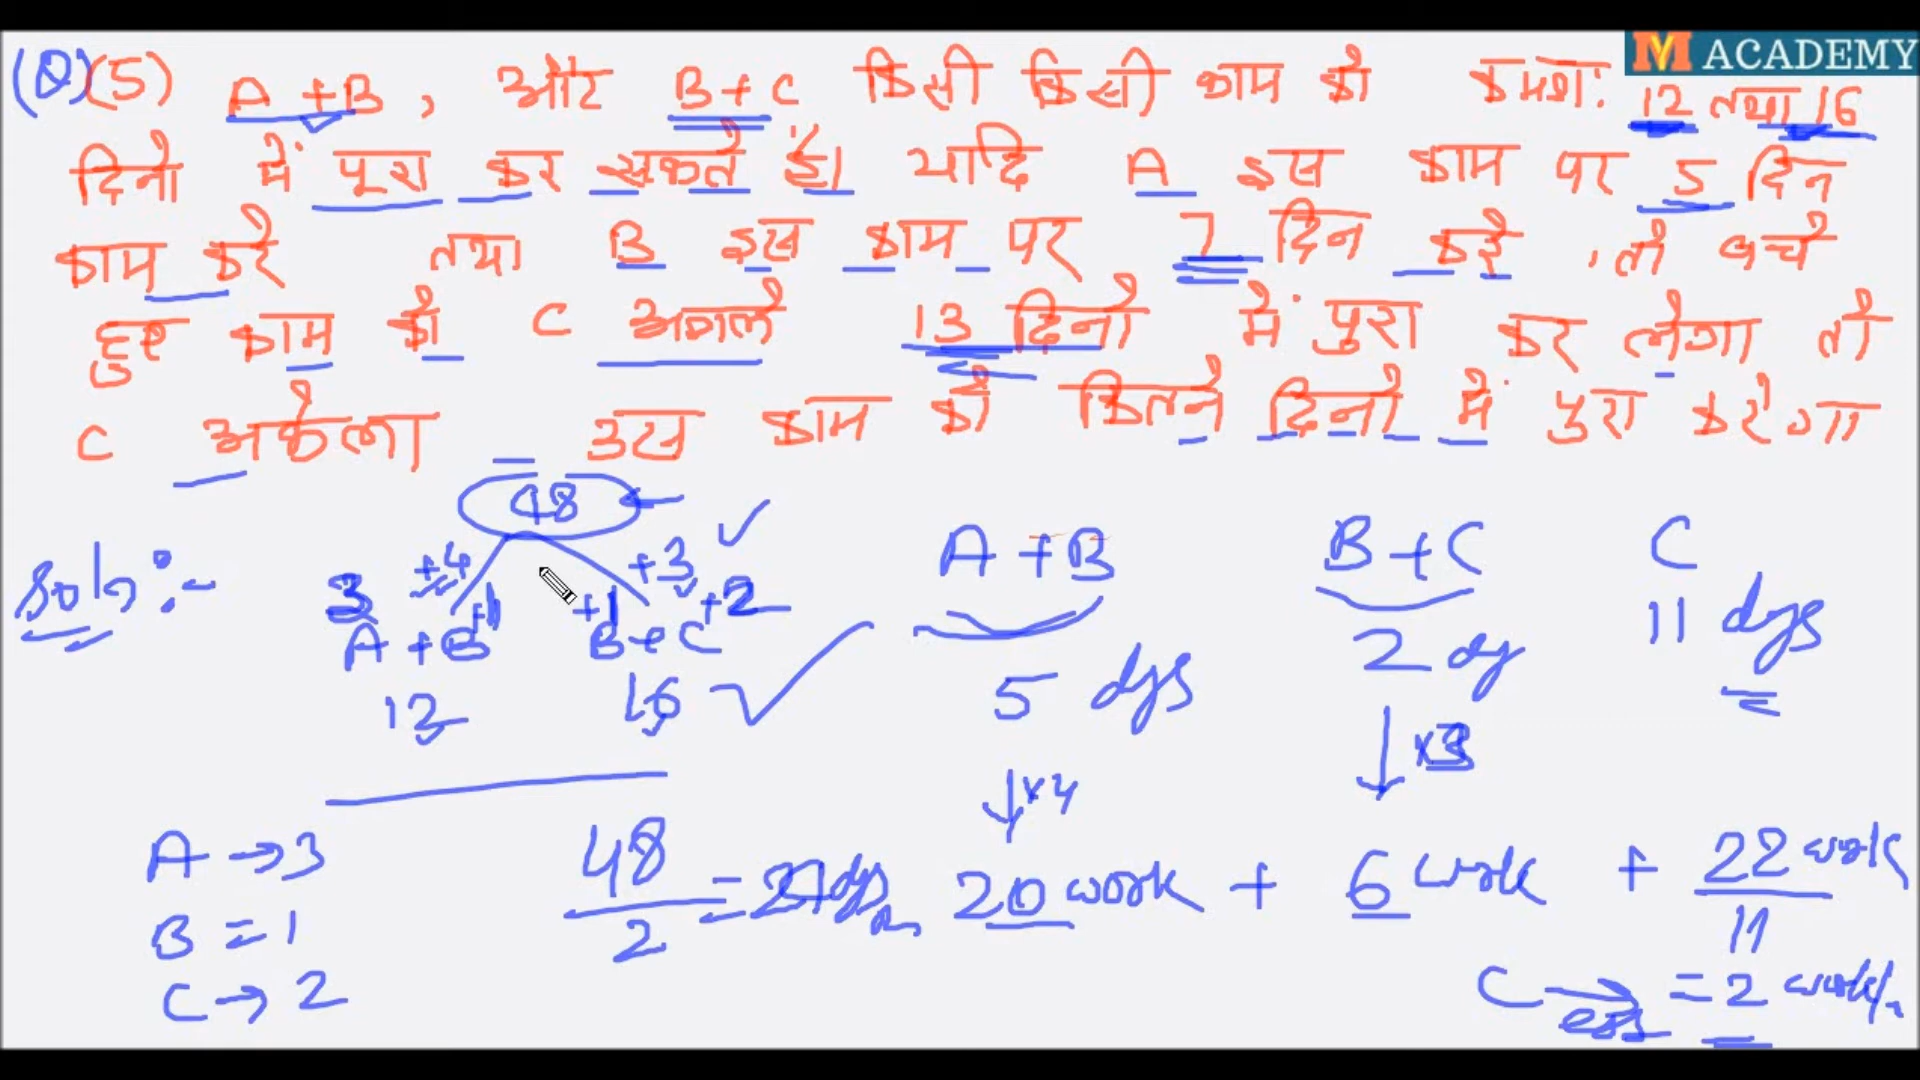 M ACADEMY
(Q) (5) A+B, और B+C किसी किसी काम को क्रमश: 12 तथा 16
दिनो में पूरा कर सकते है। यदि A इस काम पर 5 दिन
काम करे तथा B इस काम पर 7 दिन करे, तो बचे
हुए काम को C अगले 13 दिनो में पुरा कर लेगा तो
C अकेला उस काम को कितने दिनो में पुरा करेगा
48
Soln:-
+4 +3 ✓
3 +1 +1 +2
A+B B+C
12 16 ✓
A+B B+C C
5 dys 2 dy 11 dys
↓×4 ↓×3
A→3
B=1
C→2
48/2 = 24 dys
20 work + 6 work + 22 work/11
C = 2 work/